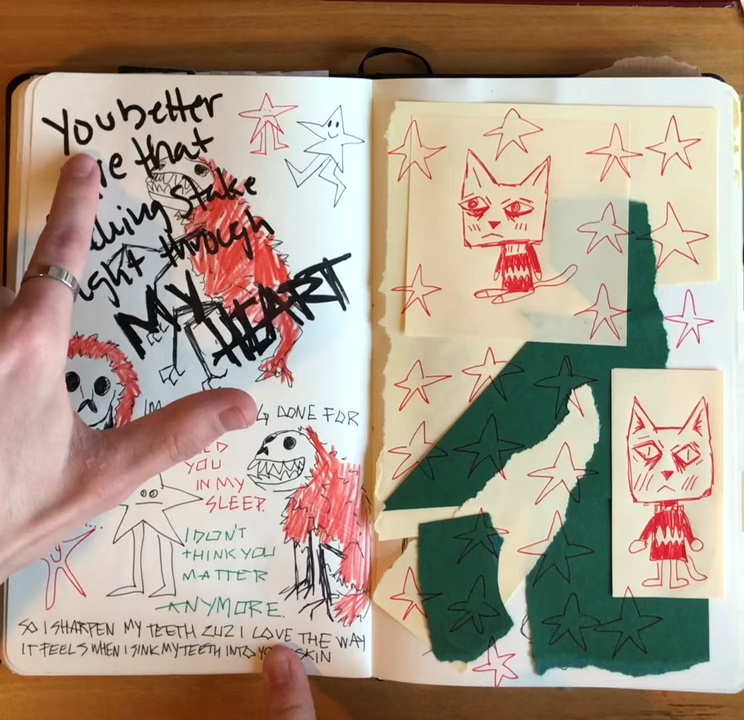 You better
that
stake
through
MY HEART
DONE FOR
YOU
IN MY
SLEEP.
I DON'T
THINK YOU
MATTER
ANYMORE.
SO I SHARPEN MY TEETH CUZ I LOVE THE WAY
IT FEELS WHEN I SINK MY TEETH INTO SKIN